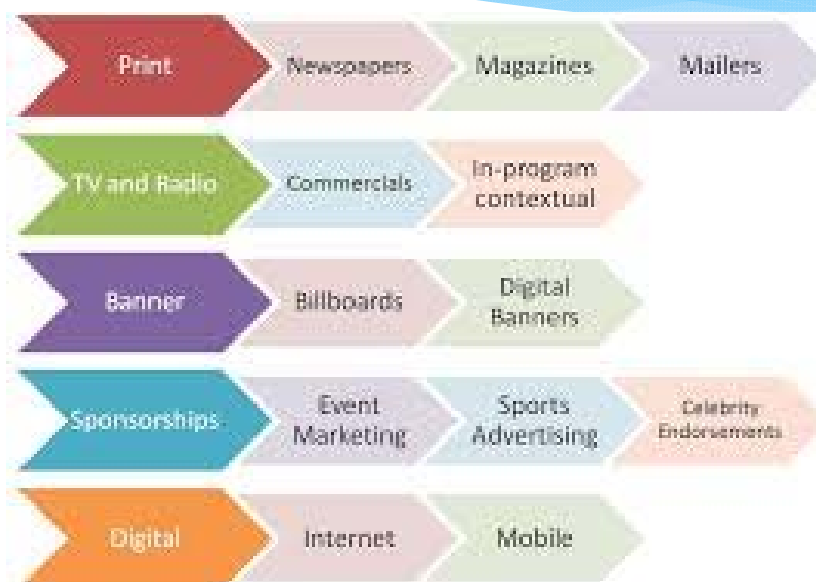 Print
Newspapers
Magazines
Mailers
TV and Radio
Commercials
In-program
contextual
Banner
Billboards
Digital
Banners
Sponsorships
Event
Marketing
Sports
Advertising
Celebrity
Endorsements
Digital
Internet
Mobile